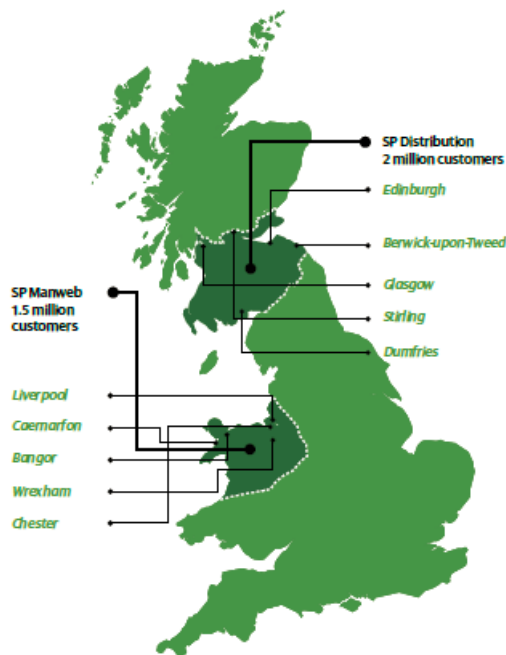 SP Distribution
2 million customers
Edinburgh
Berwick-upon-Tweed
Glasgow
Stirling
Dumfries
SP Manweb
1.5 million
customers
Liverpool
Caernarfon
Bangor
Wrexham
Chester